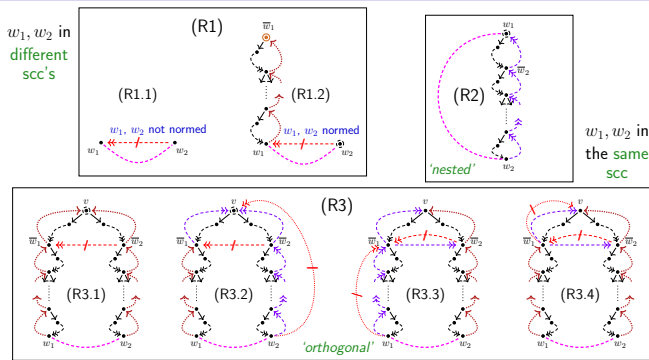 w₁, w₂ in
different
scc's
(R1)
w̅₁
(R1.1)
(R1.2)
w₁, w₂ not normed
w₁, w₂ normed
w₁
w₂
w₁
w₂
w₁
w̅₂
(R2)
w₂
'nested'
w₁, w₂ in
the same
scc
(R3)
v
w̅₁
w̅₂
(R3.1)
w₁
w₂
v
w̅₁
w̅₂
(R3.2)
w₁
w₂
'orthogonal'
v
w̅₁
w̅₂
(R3.3)
w₁
w₂
v
w̅₁
w̅₂
(R3.4)
w₁
w₂